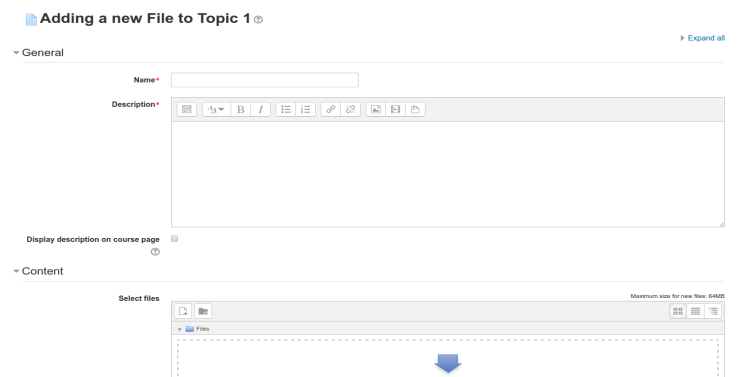 Adding a new File to Topic 1
Expand all
General
Name*
Description*
B I
Display description on course page
Content
Select files
Maximum size for new files: 64MB
Files